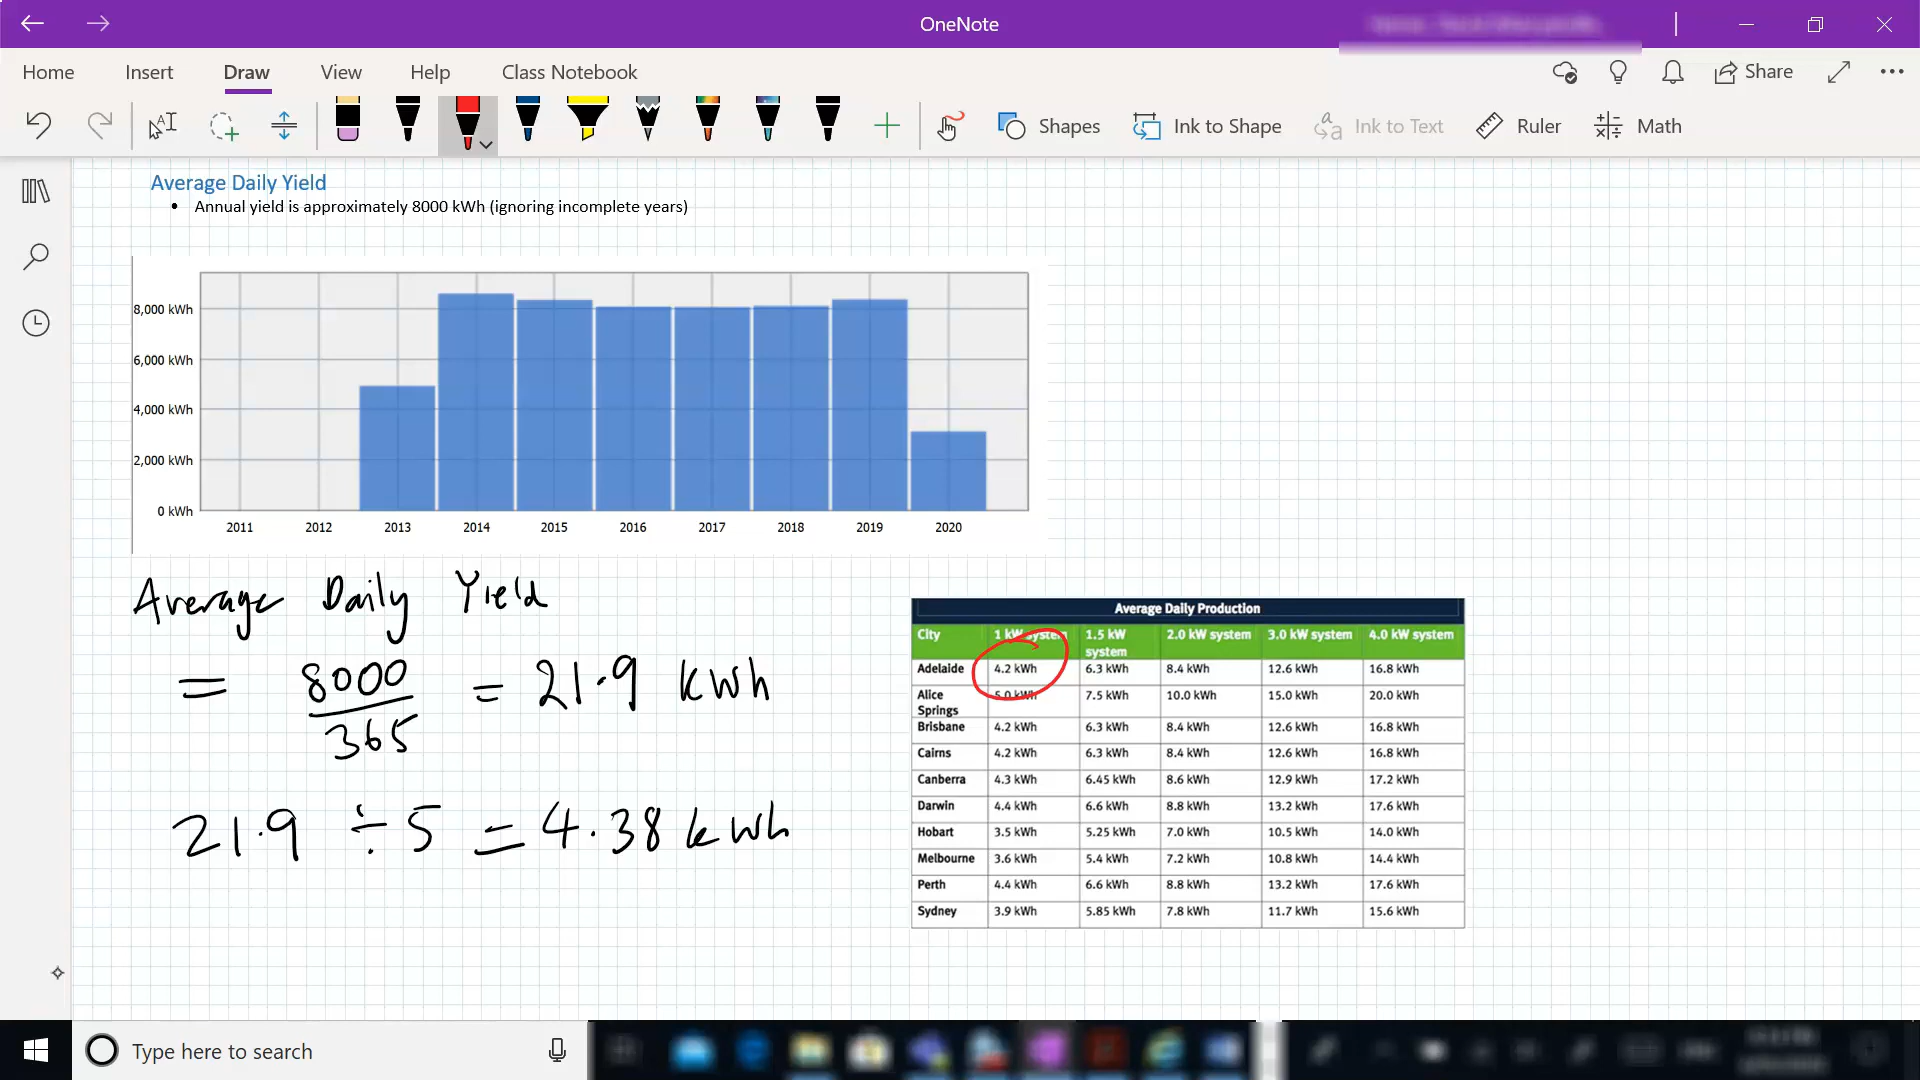 OneNote
Home Insert Draw View Help Class Notebook Share
Shapes Ink to Shape Ink to Text Ruler Math
Average Daily Yield
• Annual yield is approximately 8000 kWh (ignoring incomplete years)
8,000 kWh
6,000 kWh
4,000 kWh
2,000 kWh
0 kWh
2011 2012 2013 2014 2015 2016 2017 2018 2019 2020
Average Daily Yield
= 8000/365 = 21.9 kWh
21.9 ÷ 5 = 4.38 kWh
Average Daily Production
City 1 kW system 1.5 kW system 2.0 kW system 3.0 kW system 4.0 kW system
Adelaide 4.2 kWh 6.3 kWh 8.4 kWh 12.6 kWh 16.8 kWh
Alice Springs 5.0 kWh 7.5 kWh 10.0 kWh 15.0 kWh 20.0 kWh
Brisbane 4.2 kWh 6.3 kWh 8.4 kWh 12.6 kWh 16.8 kWh
Cairns 4.2 kWh 6.3 kWh 8.4 kWh 12.6 kWh 16.8 kWh
Canberra 4.3 kWh 6.45 kWh 8.6 kWh 12.9 kWh 17.2 kWh
Darwin 4.4 kWh 6.6 kWh 8.8 kWh 13.2 kWh 17.6 kWh
Hobart 3.5 kWh 5.25 kWh 7.0 kWh 10.5 kWh 14.0 kWh
Melbourne 3.6 kWh 5.4 kWh 7.2 kWh 10.8 kWh 14.4 kWh
Perth 4.4 kWh 6.6 kWh 8.8 kWh 13.2 kWh 17.6 kWh
Sydney 3.9 kWh 5.85 kWh 7.8 kWh 11.7 kWh 15.6 kWh
Type here to search